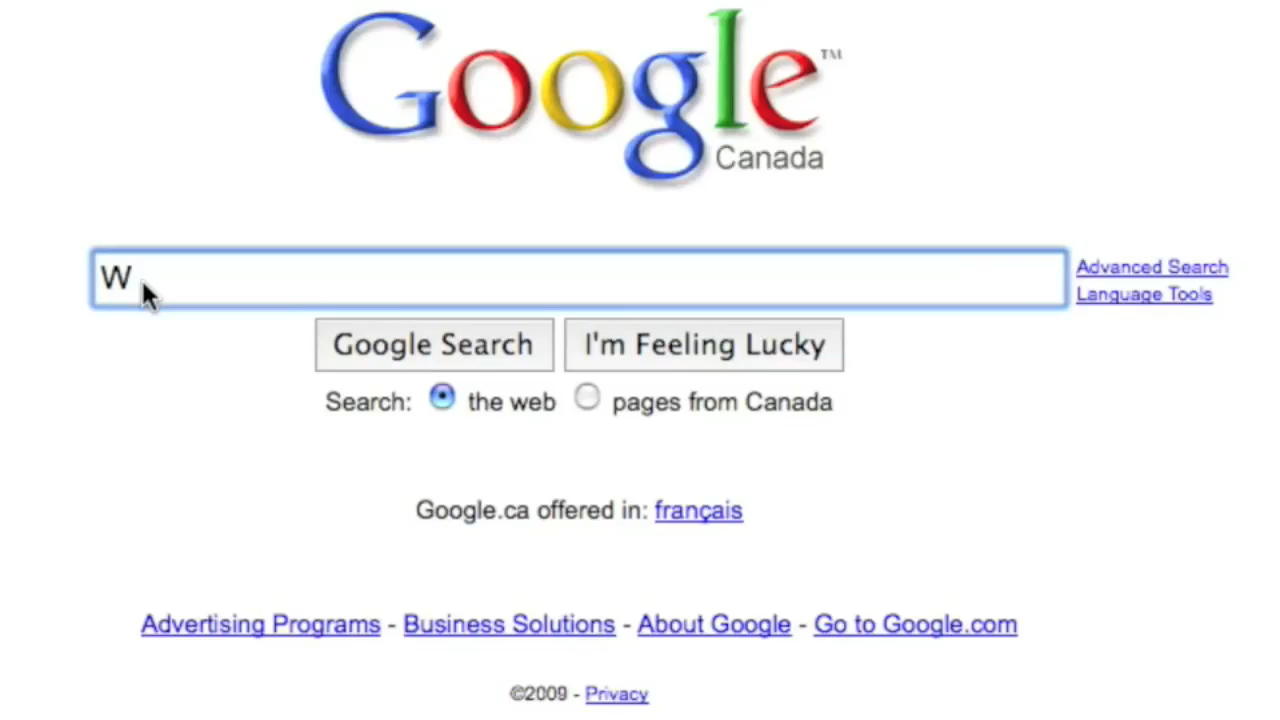 Google™
Canada
W
Advanced Search
Language Tools
Google Search I'm Feeling Lucky
Search: the web pages from Canada
Google.ca offered in: français
Advertising Programs - Business Solutions - About Google - Go to Google.com
©2009 - Privacy